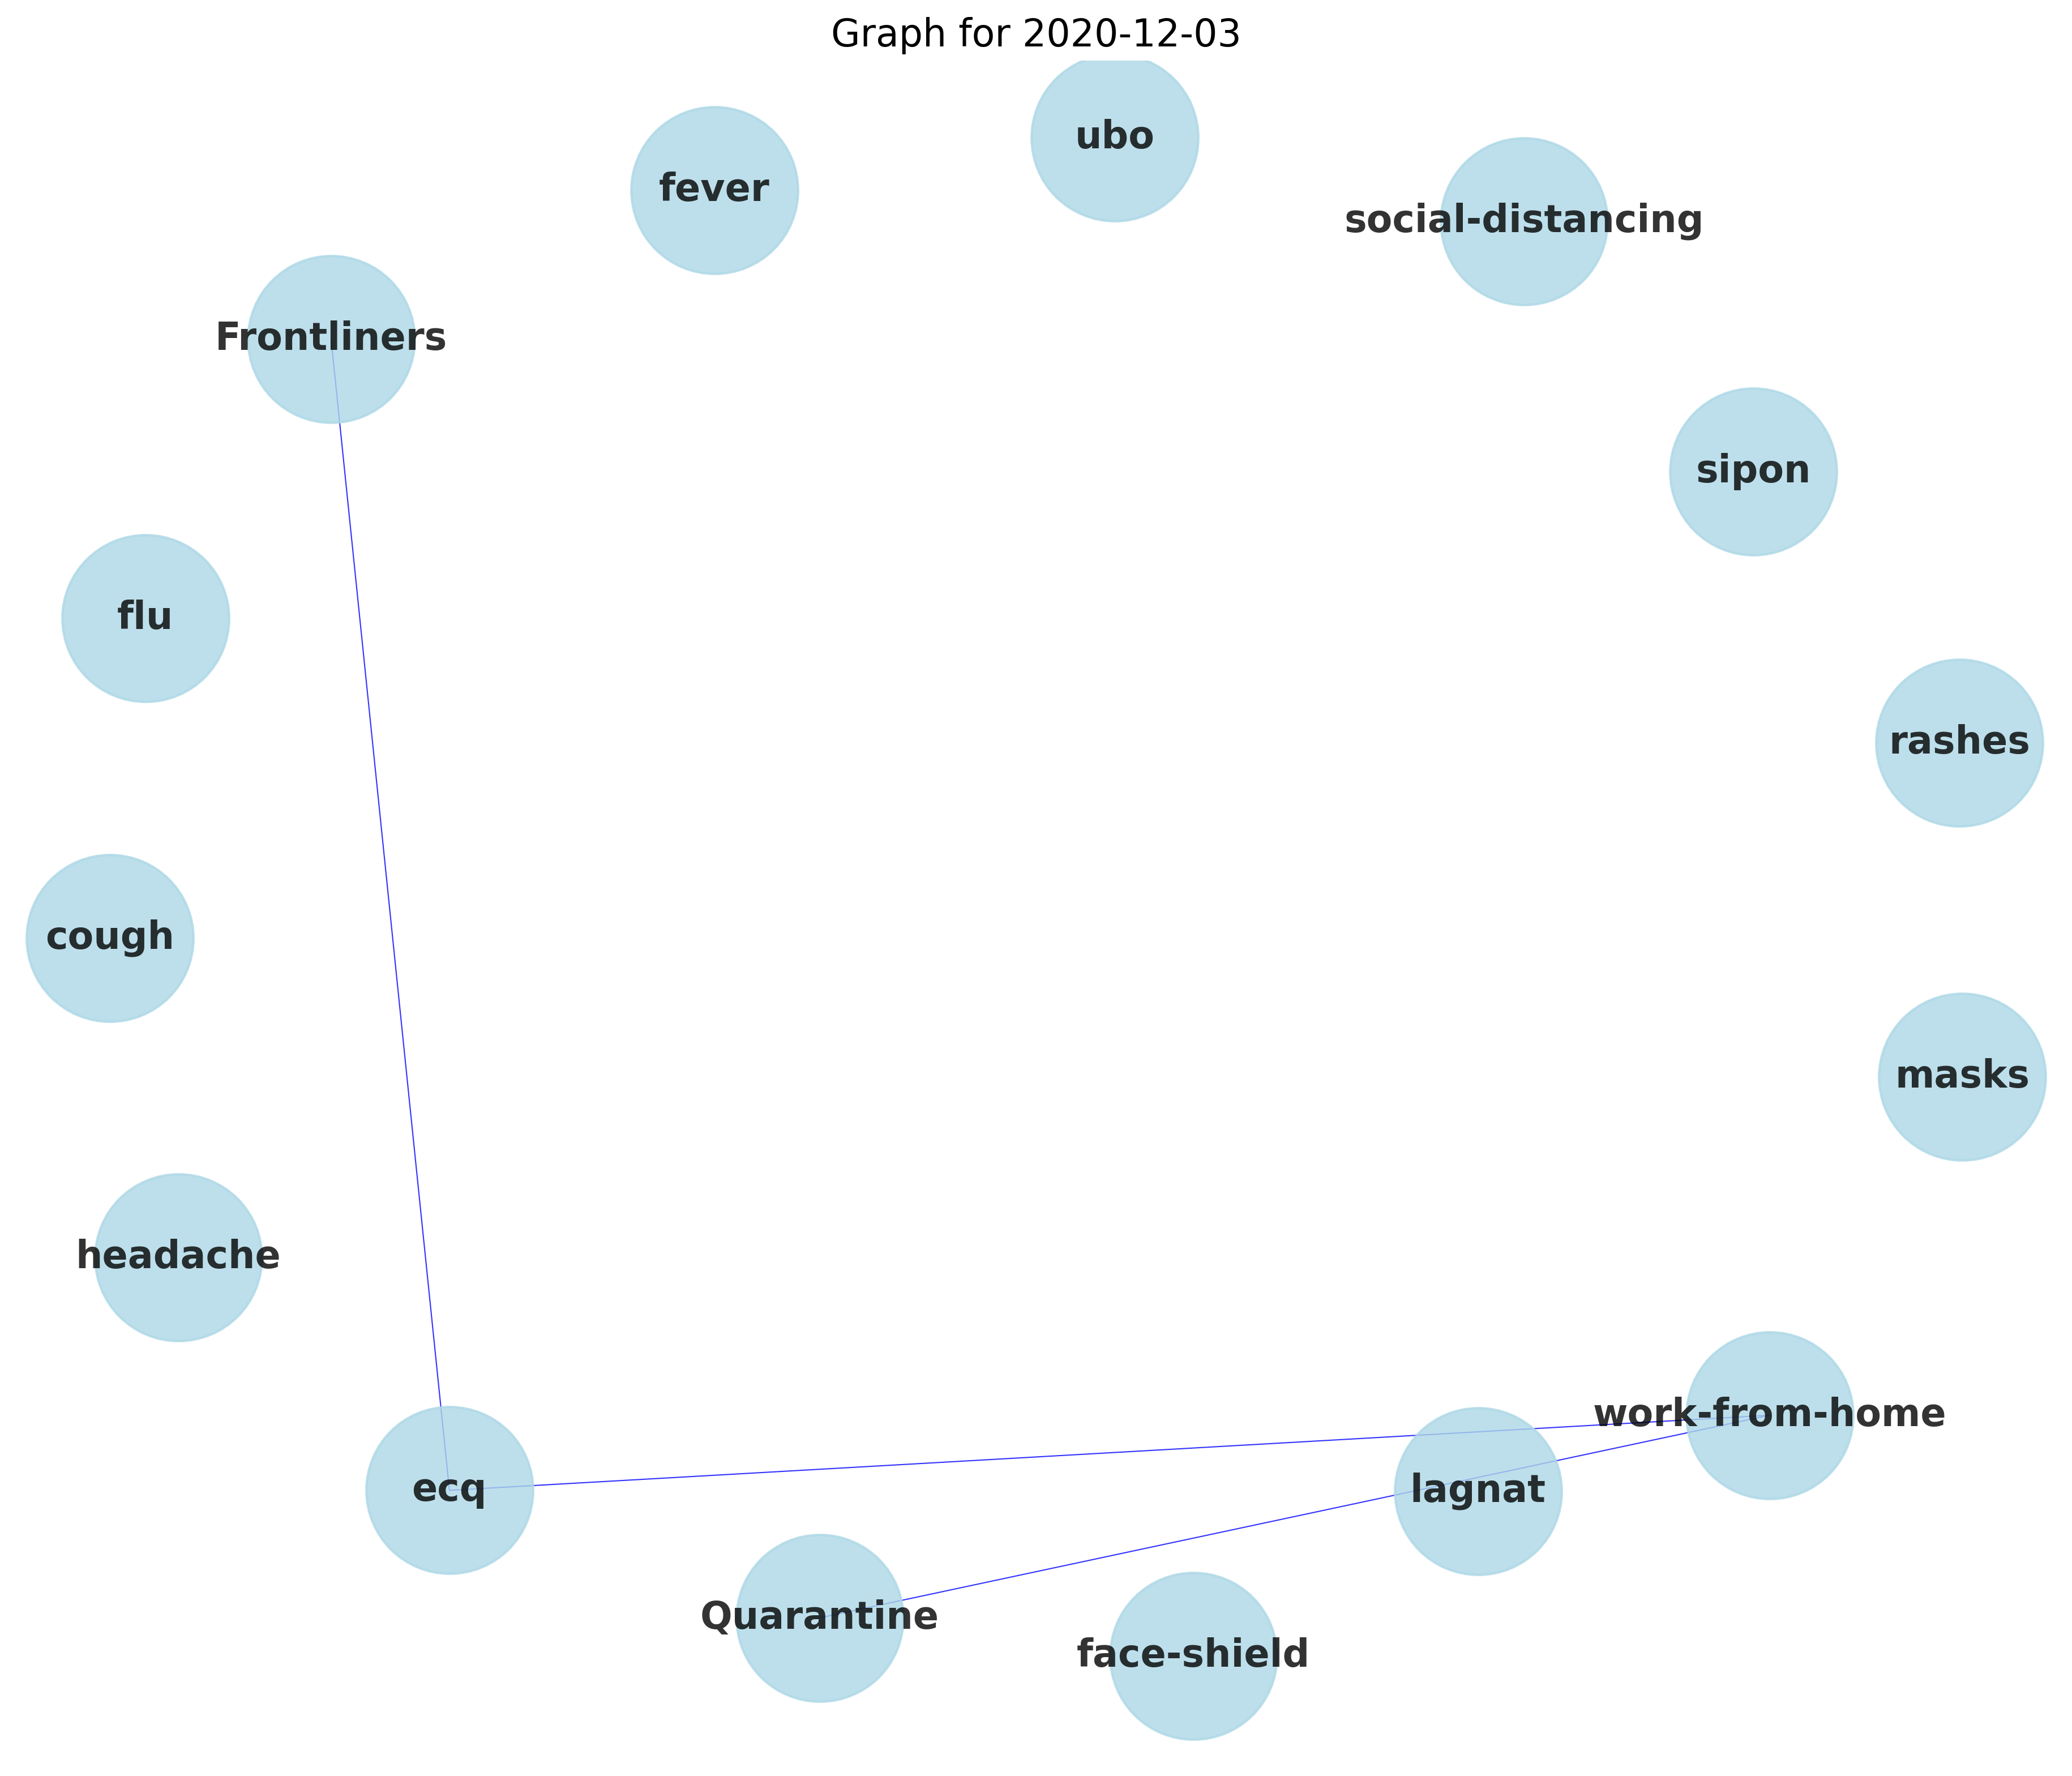 Graph for 2020-12-03
ubo
fever
social-distancing
Frontliners
sipon
flu
rashes
cough
masks
headache
work-from-home
ecq
lagnat
Quarantine
face-shield